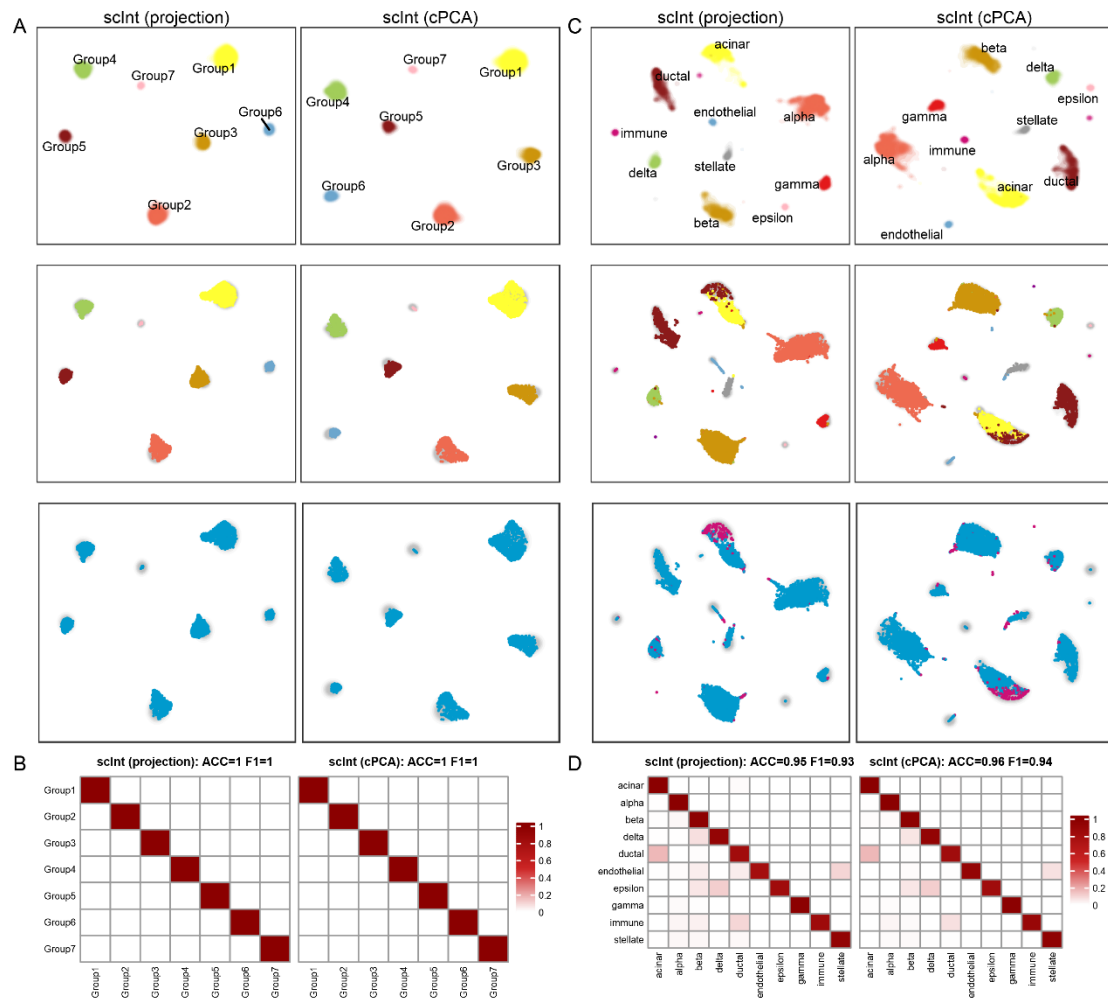 A
scInt (projection)
scInt (cPCA)
Group4
Group7
Group1
Group6
Group3
Group5
Group2
Group7
Group1
Group4
Group5
Group3
Group6
Group2
C
scInt (projection)
scInt (cPCA)
acinar
ductal
endothelial
alpha
immune
delta
stellate
gamma
beta
epsilon
beta
delta
epsilon
gamma
stellate
immune
alpha
acinar
ductal
endothelial
B
scInt (projection): ACC=1 F1=1
scInt (cPCA): ACC=1 F1=1
Group1
Group2
Group3
Group4
Group5
Group6
Group7
1
0.8
0.6
0.4
0.2
0
Group1
Group2
Group3
Group4
Group5
Group6
Group7
Group1
Group2
Group3
Group4
Group5
Group6
Group7
D
scInt (projection): ACC=0.95 F1=0.93
scInt (cPCA): ACC=0.96 F1=0.94
acinar
alpha
beta
delta
ductal
endothelial
epsilon
gamma
immune
stellate
1
0.8
0.6
0.4
0.2
0
acinar
alpha
beta
delta
ductal
endothelial
epsilon
gamma
immune
stellate
acinar
alpha
beta
delta
ductal
endothelial
epsilon
gamma
immune
stellate